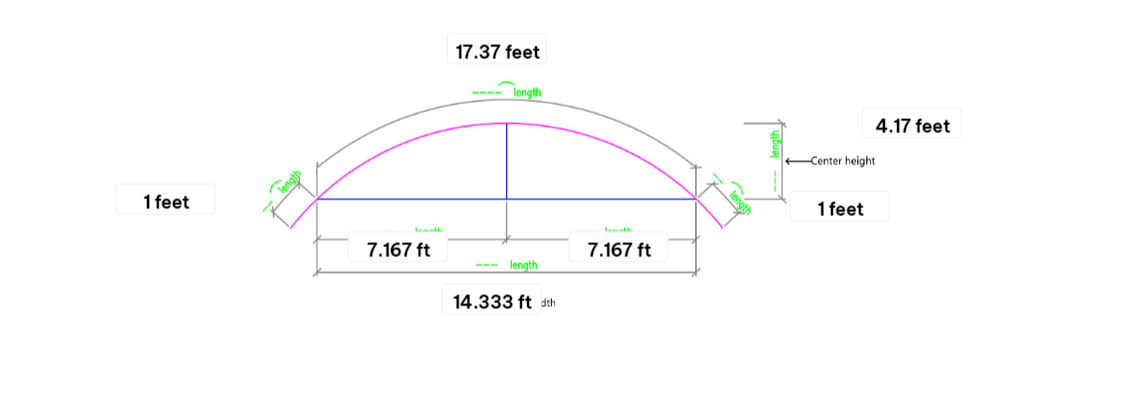 17.37 feet
length
4.17 feet
length
Center height
length
length
1 feet
1 feet
7.167 ft
7.167 ft
length
14.333 ft